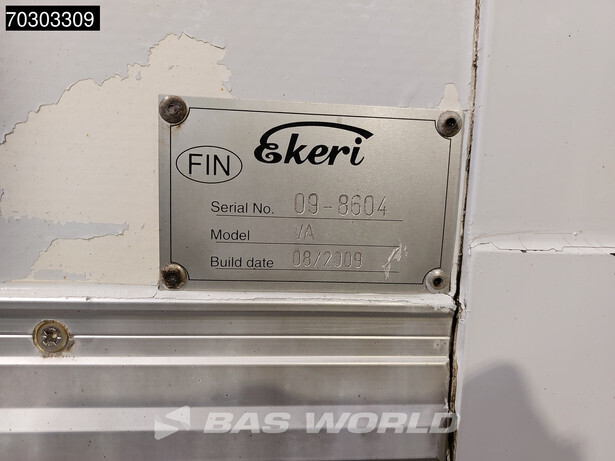 70303309
FIN
Ekeri
Serial No. 09-8604
Model VA
Build date 08/2009
BAS WORLD